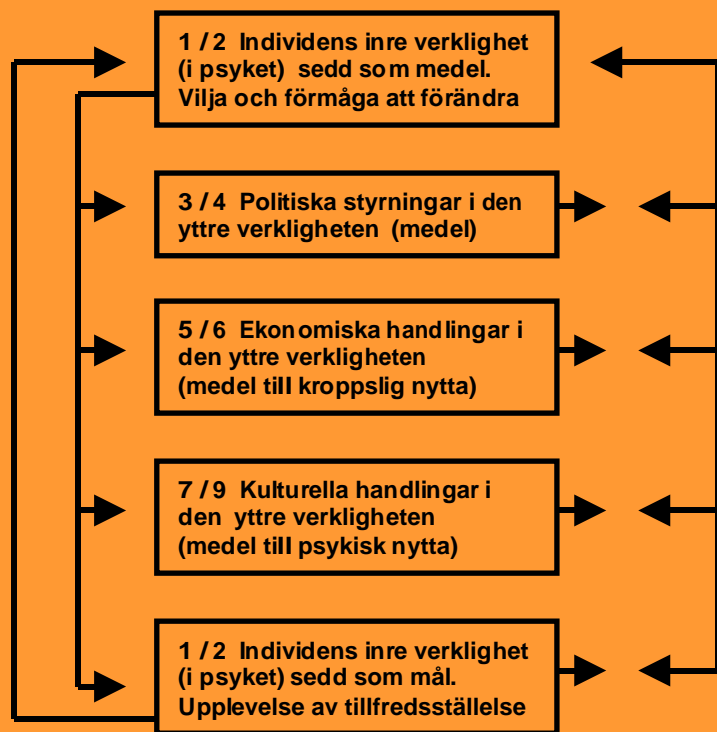 1 / 2 Individens inre verklighet
(i psyket) sedd som medel.
Vilja och förmåga att förändra
3 / 4 Politiska styrningar i den
yttre verkligheten (medel)
5 / 6 Ekonomiska handlingar i
den yttre verkligheten
(medel till kroppslig nytta)
7 / 9 Kulturella handlingar i
den yttre verkligheten
(medel till psykisk nytta)
1 / 2 Individens inre verklighet
(i psyket) sedd som mål.
Upplevelse av tillfredsställelse